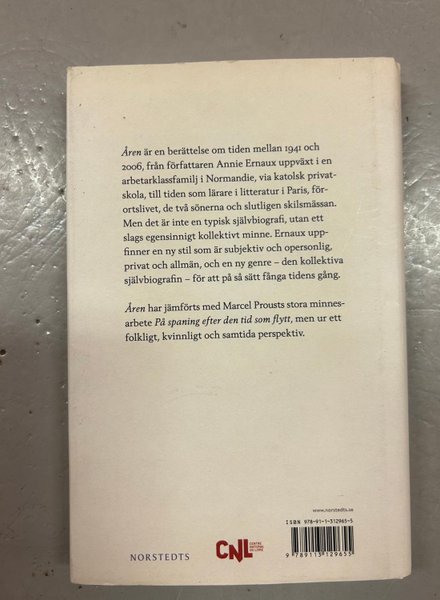 Åren är en berättelse om tiden mellan 1941 och
2006, från författaren Annie Ernaux uppväxt i en
arbetarklassfamilj i Normandie, via katolsk privat-
skola, till tiden som lärare i litteratur i Paris, för-
ortslivet, de två sönerna och slutligen skilsmässan.
Men det är inte en typisk självbiografi, utan ett
slags egensinnigt kollektivt minne. Ernaux upp-
finner en ny stil som är subjektiv och opersonlig,
privat och allmän, och en ny genre – den kollektiva
självbiografin – för att på så sätt fånga tidens gång.
Åren har jämförts med Marcel Prousts stora minnes-
arbete På spaning efter den tid som flytt, men ur ett
folkligt, kvinnligt och samtida perspektiv.
www.norstedts.se
ISBN 978-91-1-312965-5
9 789113 129655
NORSTEDTS
CNL CENTRE
NATIONAL
DU LIVRE